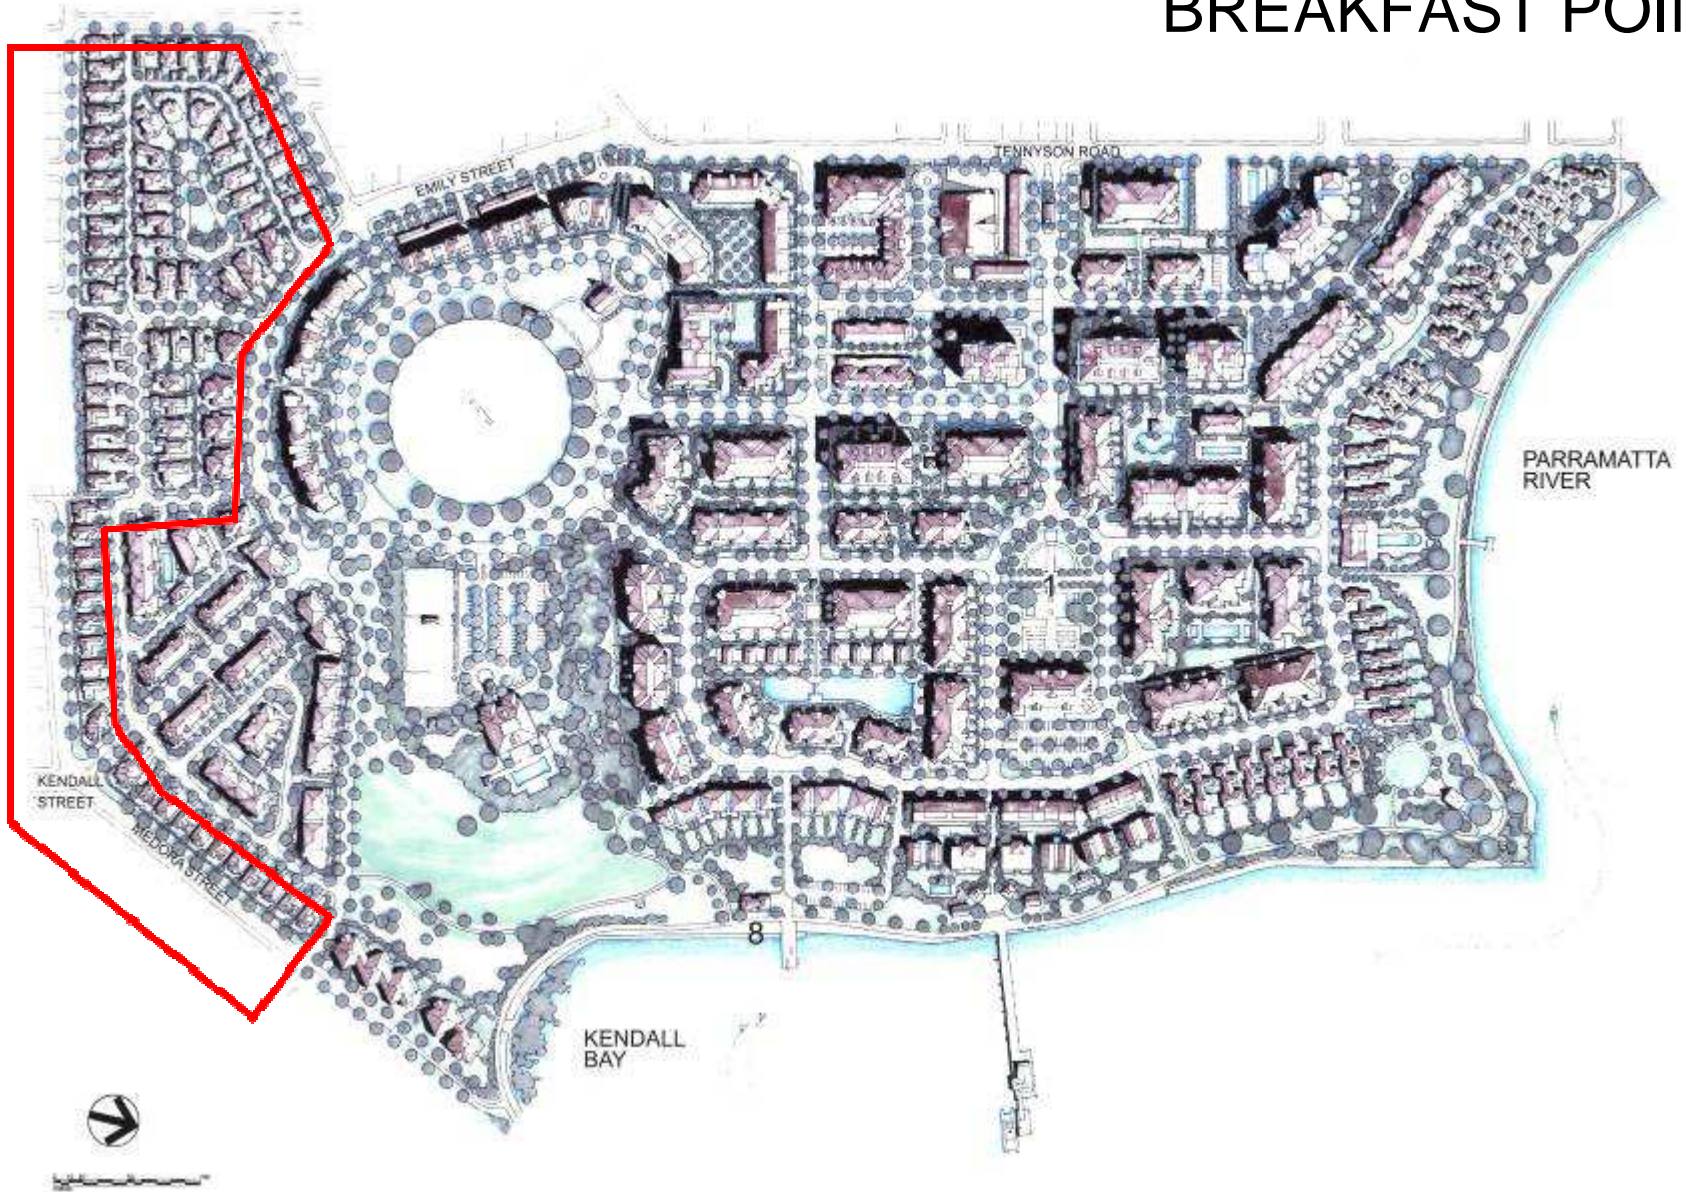 BREAKFAST POI
TENNYSON ROAD
EMILY STREET
PARRAMATTA
RIVER
1
KENDALL
STREET
MEDORA STREET
8
KENDALL
BAY